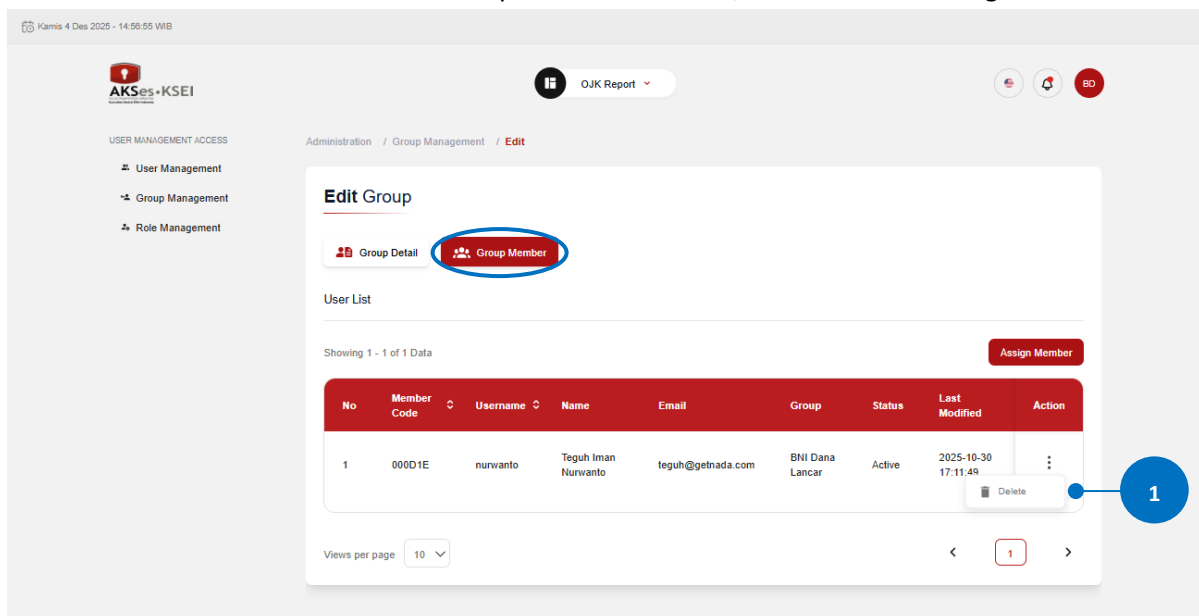 Kamis 4 Des 2025 - 14:56:55 WIB
AKSes•KSEI
OJK Report
BD
USER MANAGEMENT ACCESS
User Management
Group Management
Role Management
Administration / Group Management / Edit
Edit Group
Group Detail
Group Member
User List
Showing 1 - 1 of 1 Data
Assign Member
No Member Code Username Name Email Group Status Last Modified Action
1 000D1E nurwanto Teguh Iman Nurwanto teguh@getnada.com BNI Dana Lancar Active 2025-10-30 17:11:49
Delete
1
Views per page 10
1